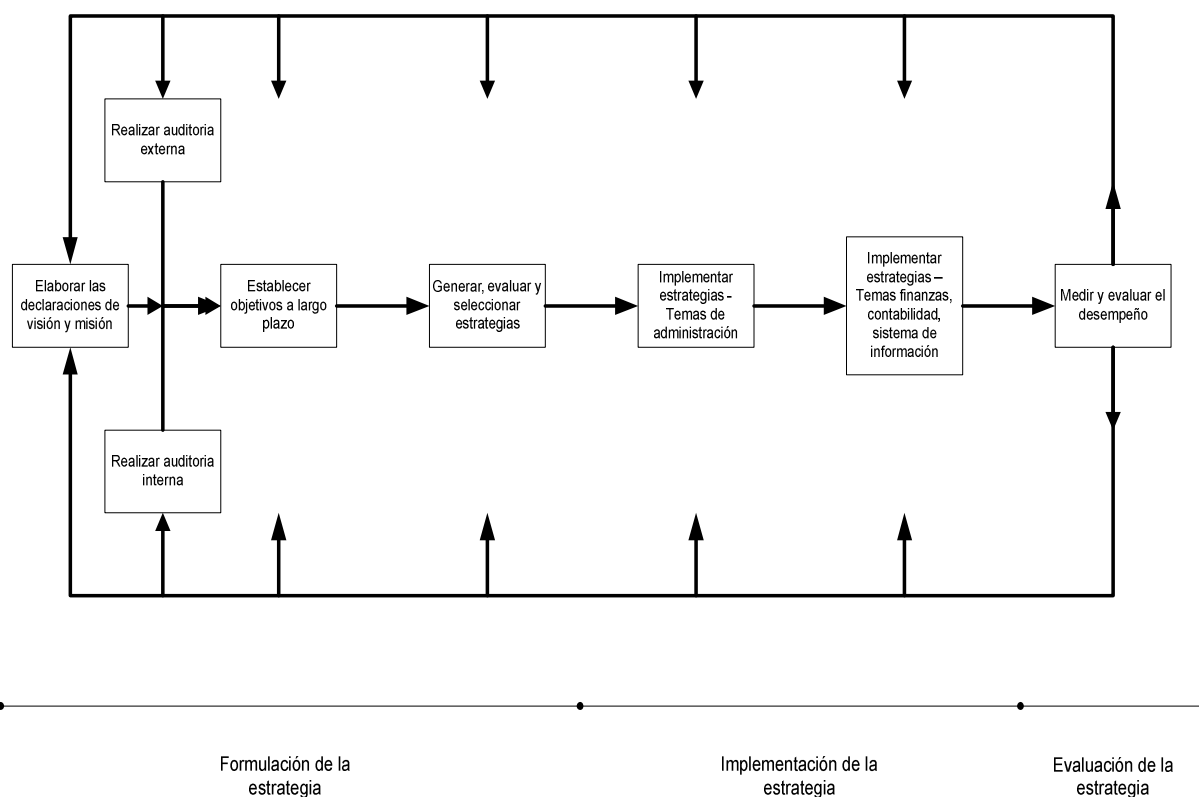 Realizar auditoria
externa
Elaborar las
declaraciones de
visión y misión
Establecer
objetivos a largo
plazo
Generar, evaluar y
seleccionar
estrategias
Implementar
estrategias -
Temas de
administración
Implementar
estrategias –
Temas finanzas,
contabilidad,
sistema de
información
Medir y evaluar el
desempeño
Realizar auditoria
interna
Formulación de la
estrategia
Implementación de la
estrategia
Evaluación de la
estrategia